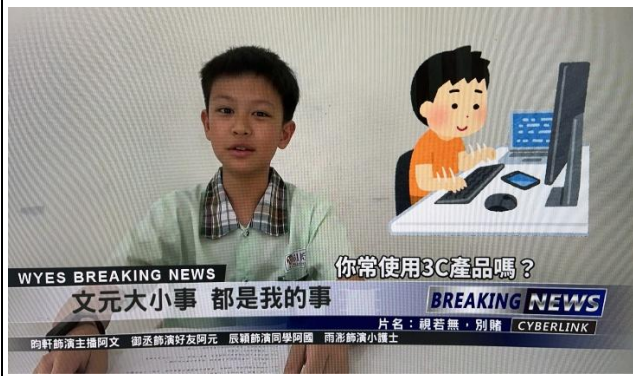 你常使用3C產品嗎？
WYES BREAKING NEWS
文元大小事 都是我的事
BREAKING NEWS
片名：視若無，別賭 CYBERLINK
昀軒飾演主播阿文 御丞飾演好友阿元 辰穎飾演同學阿國 雨澎飾演小護士